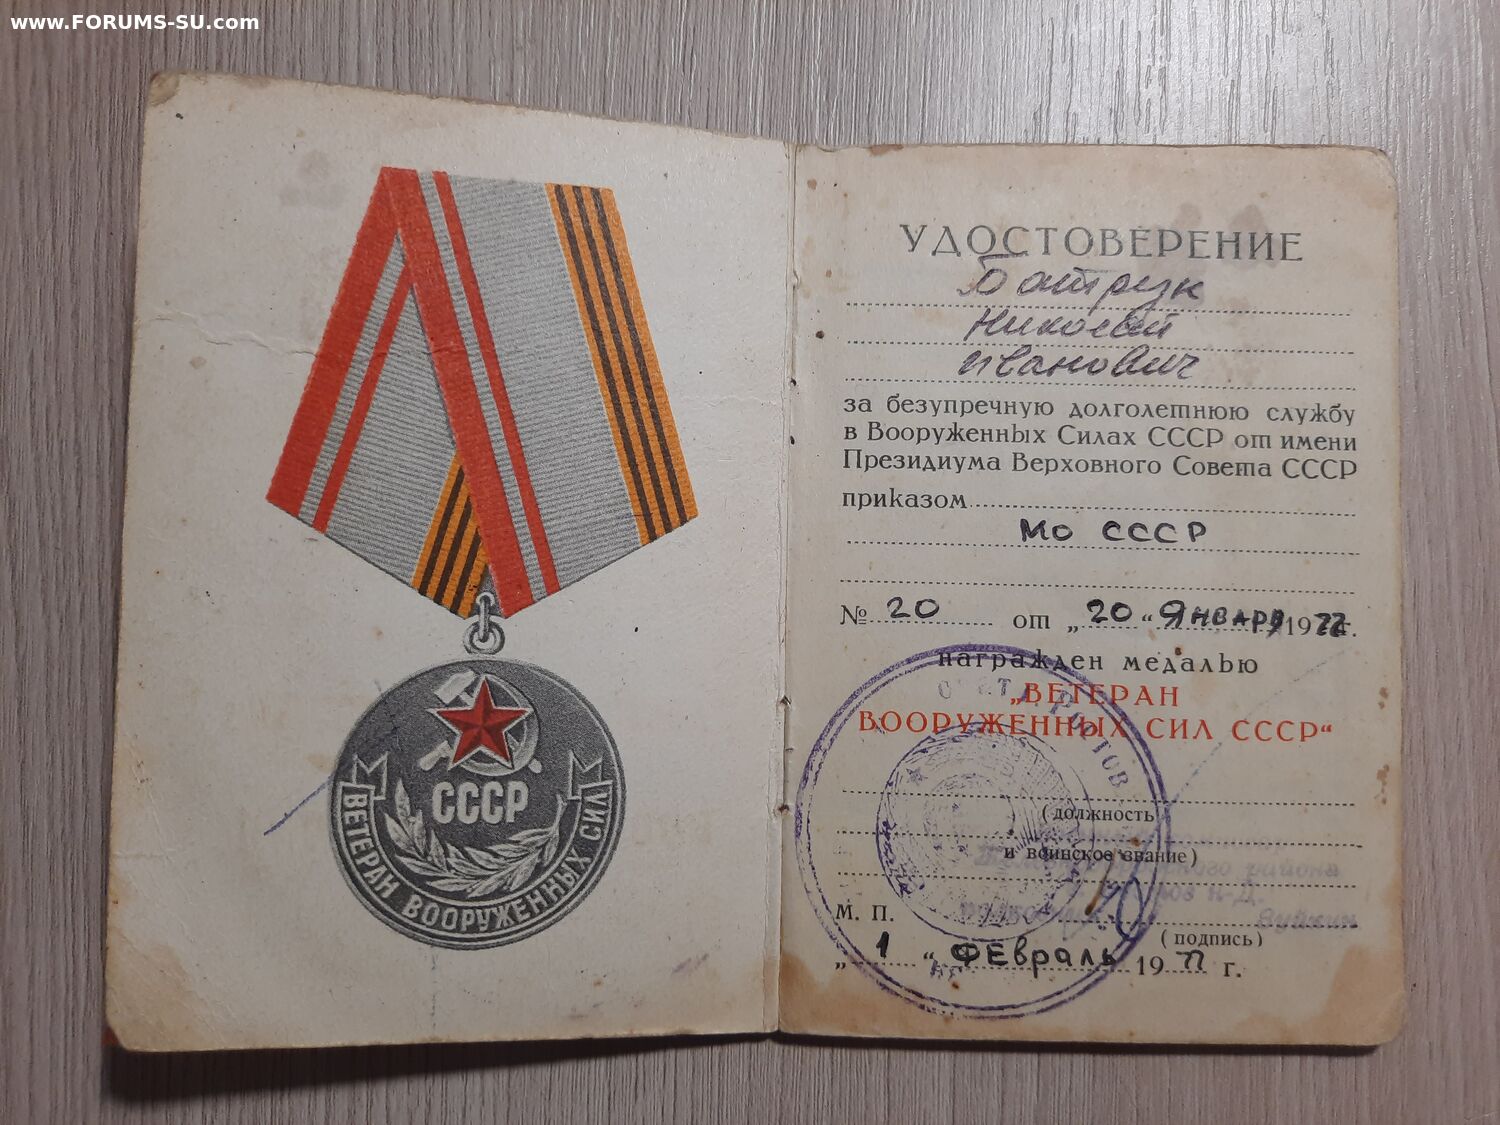 www.FORUMS-SU.com
СССР
ВЕТЕРАН ВООРУЖЕННЫХ СИЛ
УДОСТОВЕРЕНИЕ
Батрук
Николай
Иванович
за безупречную долголетнюю службу
в Вооруженных Силах СССР от имени
Президиума Верховного Совета СССР
приказом
МО СССР
№ 20 от „20“ Января 1977г.
награжден медалью
„ВЕТЕРАН
ВООРУЖЕННЫХ СИЛ СССР“
(должность
и воинское звание)
района
М. П.
(подпись)
„1“ Февраль 1977 г.